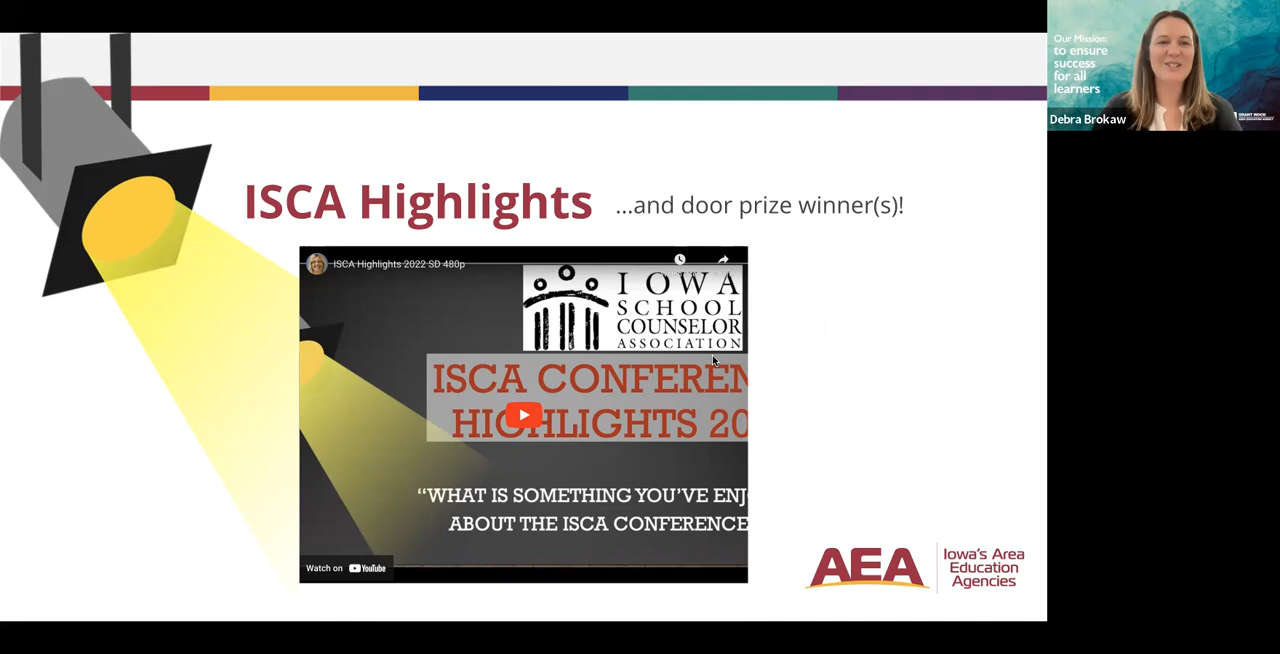 ISCA Highlights ...and door prize winner(s)!
ISCA Highlights 2022 SD 480p
IOWA
SCHOOL
COUNSELOR
ASSOCIATION
ISCA CONFEREN
HIGHLIGHTS 20
“WHAT IS SOMETHING YOU’VE ENJ
ABOUT THE ISCA CONFERENCE
Watch on YouTube
AEA
Iowa's Area
Education
Agencies
Our Mission:
to ensure
success
for all
learners
Debra Brokaw
GRANT WOOD